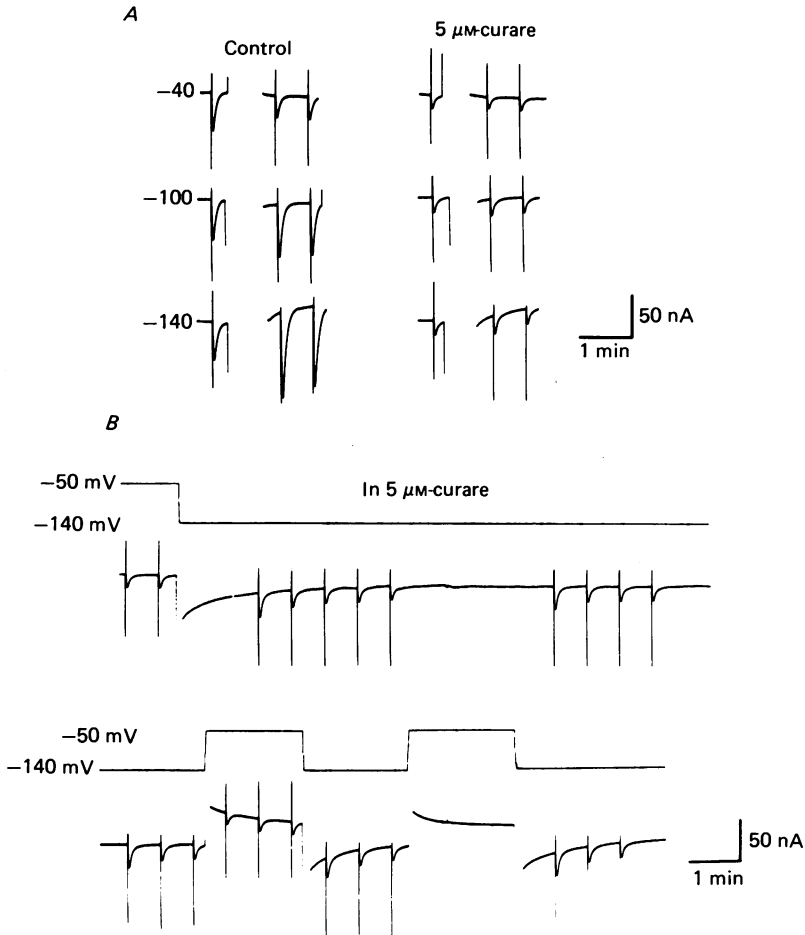 A
Control
5 μM-curare
−40
−100
−140
50 nA
1 min
B
−50 mV
In 5 μM-curare
−140 mV
−50 mV
−140 mV
50 nA
1 min